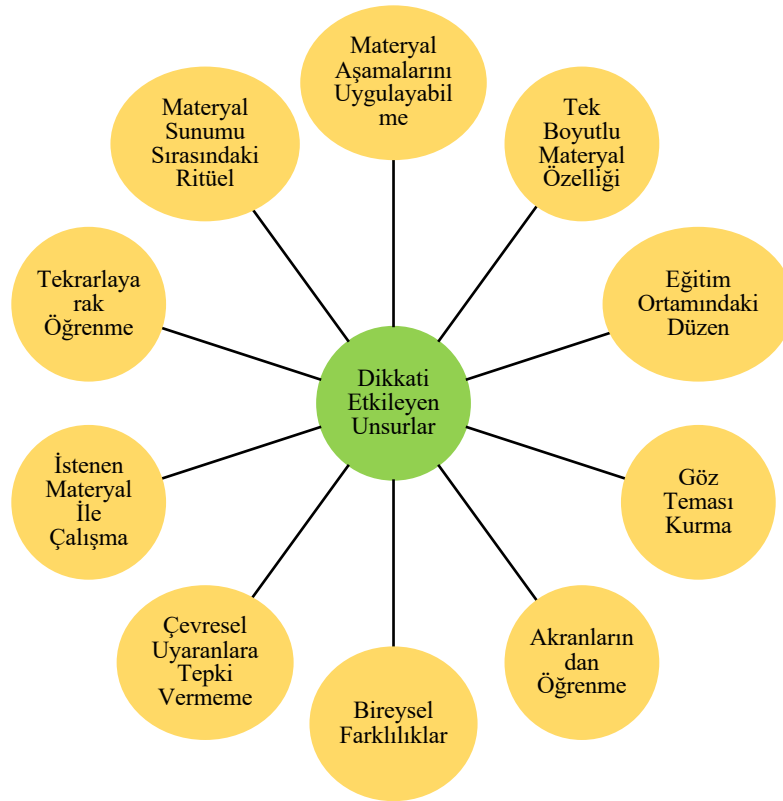 Materyal
Aşamalarını
Uygulayabil
me
Tek
Boyutlu
Materyal
Özelliği
Eğitim
Ortamındaki
Düzen
Göz
Teması
Kurma
Akranların
dan
Öğrenme
Bireysel
Farklılıklar
Çevresel
Uyaranlara
Tepki
Vermeme
İstenen
Materyal
İle
Çalışma
Tekrarlaya
rak
Öğrenme
Materyal
Sunumu
Sırasındaki
Ritüel
Dikkati
Etkileyen
Unsurlar